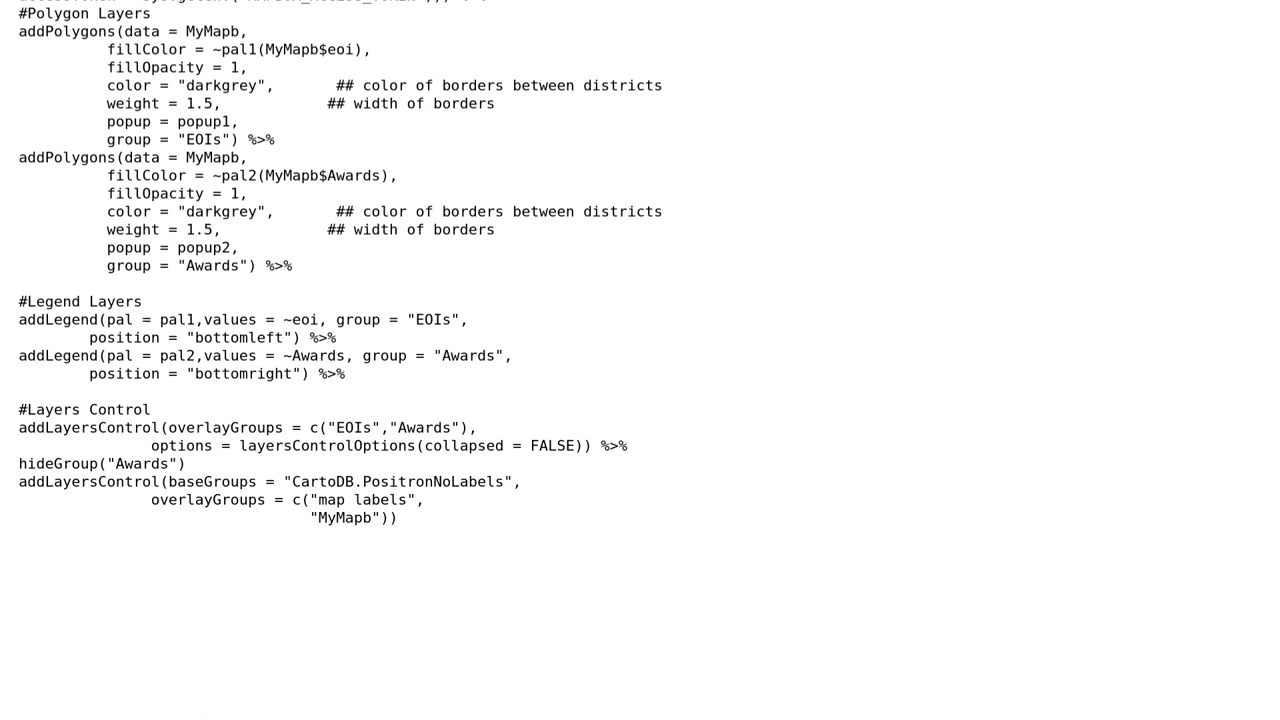 #Polygon Layers
addPolygons(data = MyMapb,
          fillColor = ~pal1(MyMapb$eoi),
          fillOpacity = 1,
          color = "darkgrey",       ## color of borders between districts
          weight = 1.5,            ## width of borders
          popup = popup1,
          group = "EOIs") %>%
addPolygons(data = MyMapb,
          fillColor = ~pal2(MyMapb$Awards),
          fillOpacity = 1,
          color = "darkgrey",       ## color of borders between districts
          weight = 1.5,            ## width of borders
          popup = popup2,
          group = "Awards") %>%

#Legend Layers
addLegend(pal = pal1,values = ~eoi, group = "EOIs",
        position = "bottomleft") %>%
addLegend(pal = pal2,values = ~Awards, group = "Awards",
        position = "bottomright") %>%

#Layers Control
addLayersControl(overlayGroups = c("EOIs","Awards"),
               options = layersControlOptions(collapsed = FALSE)) %>%
hideGroup("Awards")
addLayersControl(baseGroups = "CartoDB.PositronNoLabels",
               overlayGroups = c("map labels",
                                 "MyMapb"))